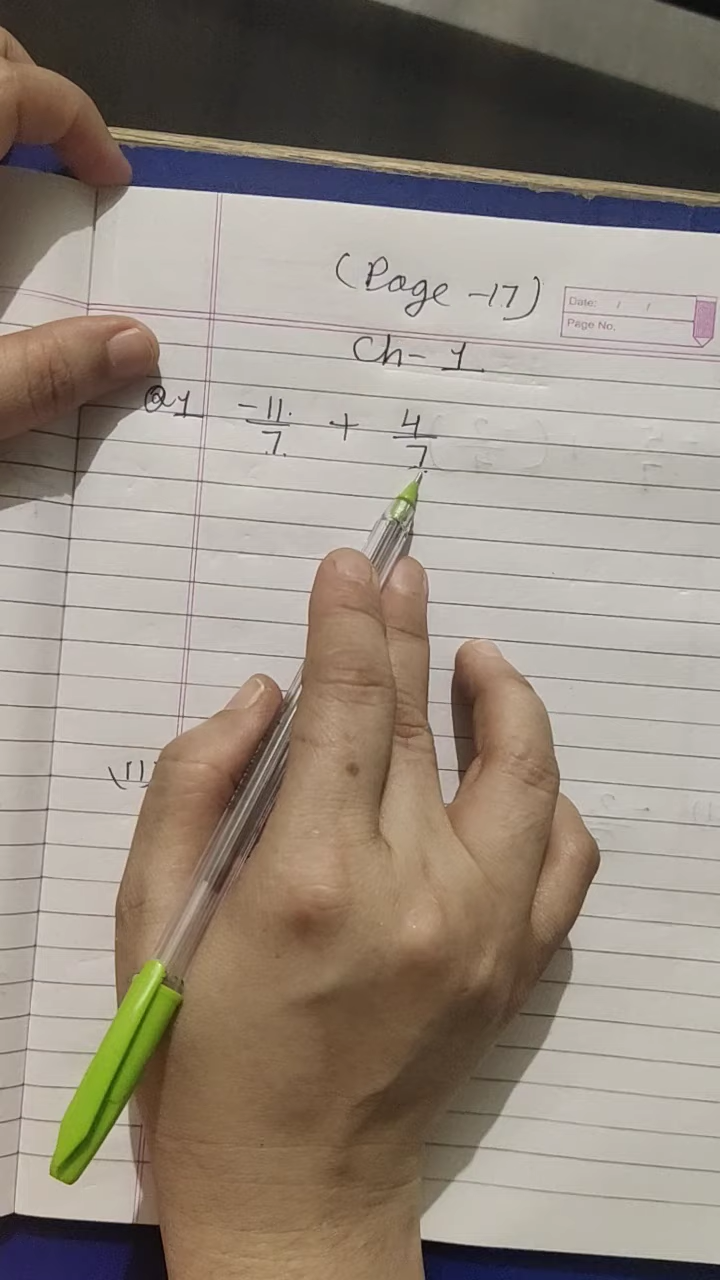 (Page -17)
Date: / /
Page No.
Ch- 1
Q1 -11/7 + 4/7